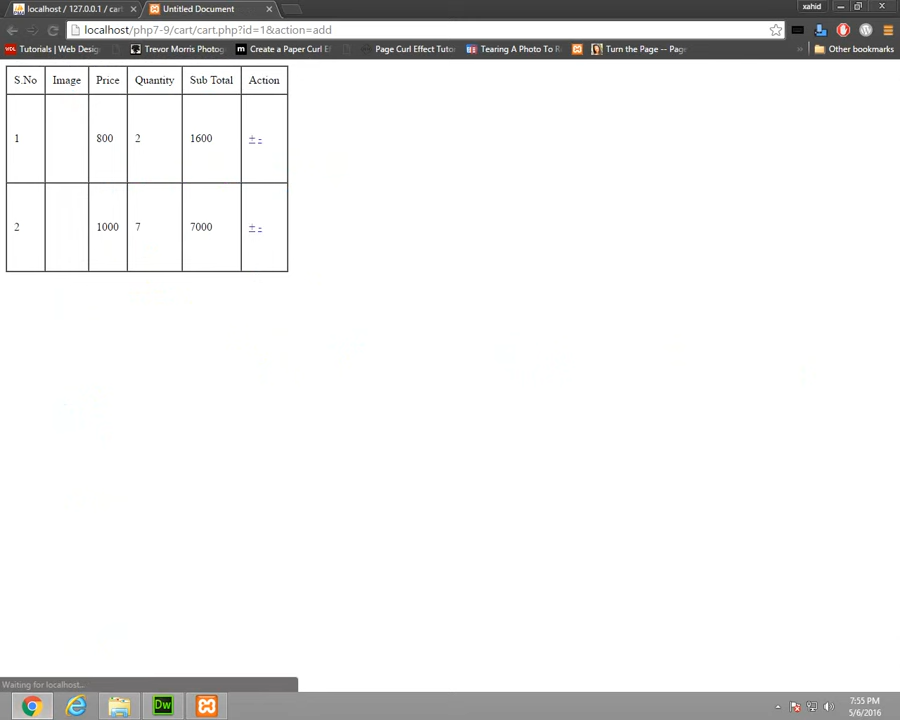 localhost / 127.0.0.1 / cart
Untitled Document
xahid
localhost/php7-9/cart/cart.php?id=1&action=add
Tutorials | Web Desig
Trevor Morris Photog
Create a Paper Curl Ef
Page Curl Effect Tutor
Tearing A Photo To R
Turn the Page -- Page
Other bookmarks
S.No Image Price Quantity Sub Total Action
1 800 2 1600 + -
2 1000 7 7000 + -
Waiting for localhost...
Dw
7:55 PM
5/6/2016